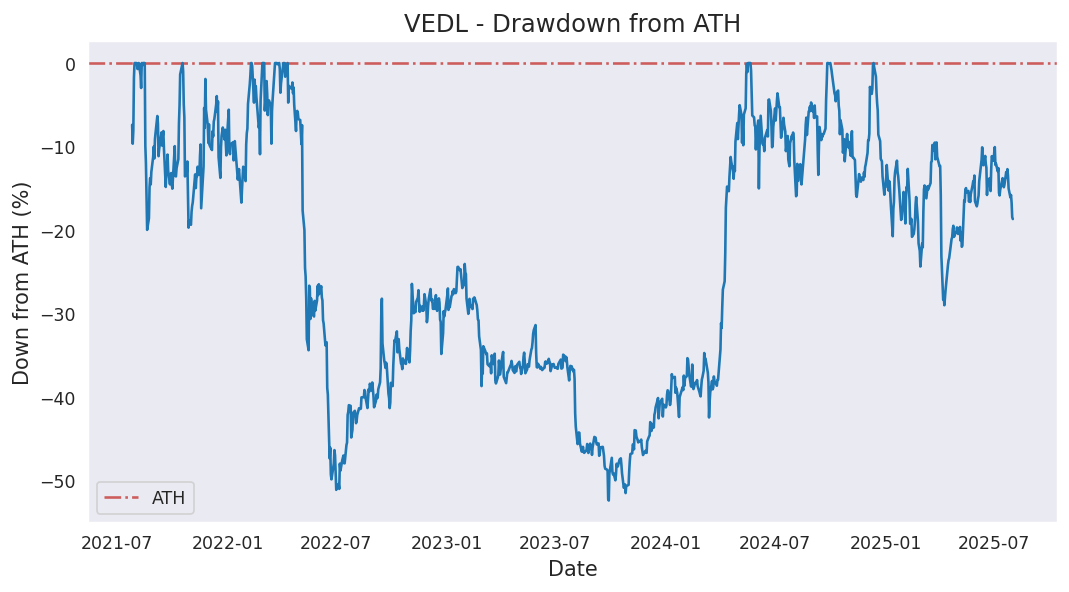 VEDL - Drawdown from ATH
Down from ATH (%)
0
−10
−20
−30
−40
−50
ATH
2021-07 2022-01 2022-07 2023-01 2023-07 2024-01 2024-07 2025-01 2025-07
Date